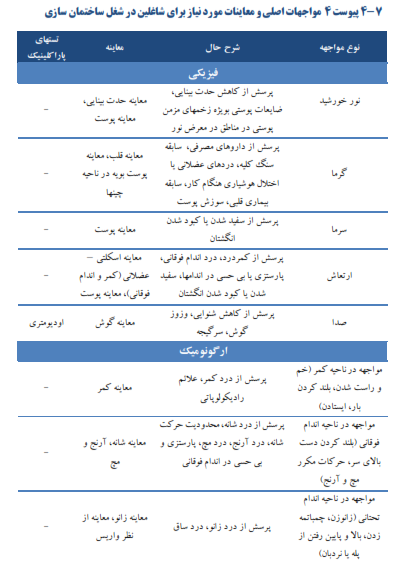 ۴-۷ پیوست ۴ مواجهات اصلی و معاینات مورد نیاز برای شاغلین در شغل ساختمان سازی
نوع مواجهه
شرح حال
معاینه
تستهای
پاراکلینیک
فیزیکی
نور خورشید
پرسش از کاهش حدت بینایی،
ضایعات پوستی بویژه زخمهای مزمن
پوستی در مناطق در معرض نور
معاینه حدت بینایی،
معاینه پوست
-
گرما
پرسش از داروهای مصرفی، سابقه
سنگ کلیه، دردهای عضلانی یا
اختلال هوشیاری هنگام کار، سابقه
بیماری قلبی، سوزش پوست
معاینه قلب، معاینه
پوست بویه در ناحیه
چینها
-
سرما
پرسش از سفید شدن یا کبود شدن
انگشتان
معاینه پوست
-
ارتعاش
پرسش از کمردرد، درد اندام فوقانی،
پارستزی یا بی حسی در اندامها، سفید
شدن یا کبود شدن انگشتان
معاینه اسکلتی –
عضلانی (کمر و اندام
فوقانی)، معاینه پوست
-
صدا
پرسش از کاهش شنوایی، وزوز
گوش، سرگیجه
معاینه گوش
اودیومتری
ارگونومیک
مواجهه در ناحیه کمر (خم
و راست شدن، بلند کردن
بار، ایستادن)
پرسش از درد کمر، علائم
رادیکولوپاتی
معاینه کمر
-
مواجهه در ناحیه اندام
فوقانی (بلند کردن دست
بالای سر، حرکات مکرر
مچ و آرنج)
پرسش از درد شانه، محدودیت حرکت
شانه، درد آرنج، درد مچ، پارستزی و
بی حسی در اندام فوقانی
معاینه شانه، آرنج و
مچ
-
مواجهه در ناحیه اندام
تحتانی (زانوزن، چمباتمه
زدن، بالا و پایین رفتن از
پله یا نردبان)
پرسش از درد زانو، درد ساق
معاینه زانو، معاینه از
نظر واریس
-